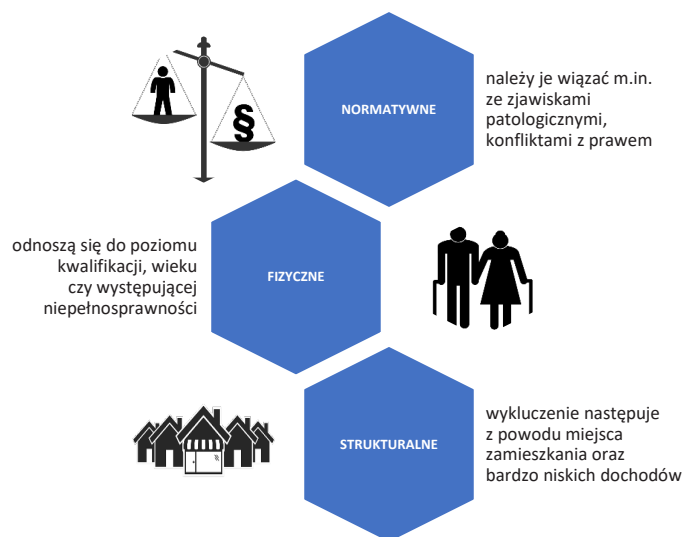 NORMATYWNE
należy je wiązać m.in.
ze zjawiskami
patologicznymi,
konfliktami z prawem
odnoszą się do poziomu
kwalifikacji, wieku
czy występującej
niepełnosprawności
FIZYCZNE
STRUKTURALNE
wykluczenie następuje
z powodu miejsca
zamieszkania oraz
bardzo niskich dochodów